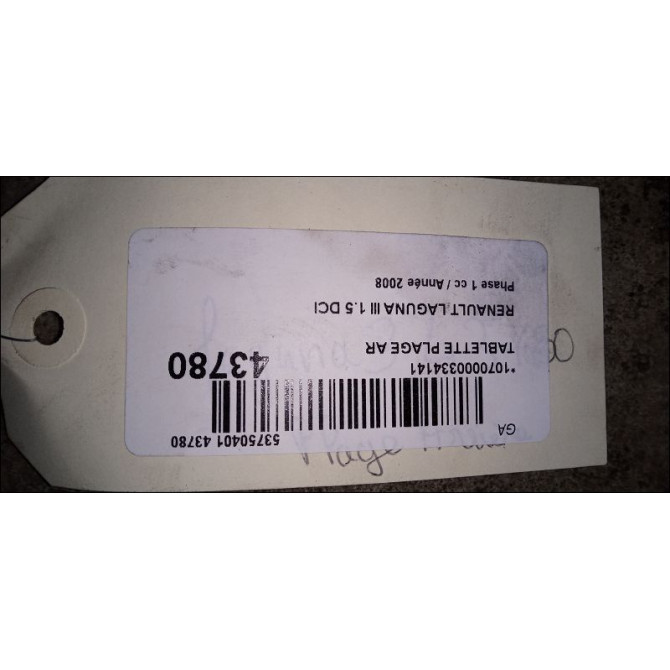 GA
53750401 43780
*1070000334141
TABLETTE PLAGE AR
43780
RENAULT LAGUNA III 1.5 DCI
Phase 1 cc / Année 2008
Plage